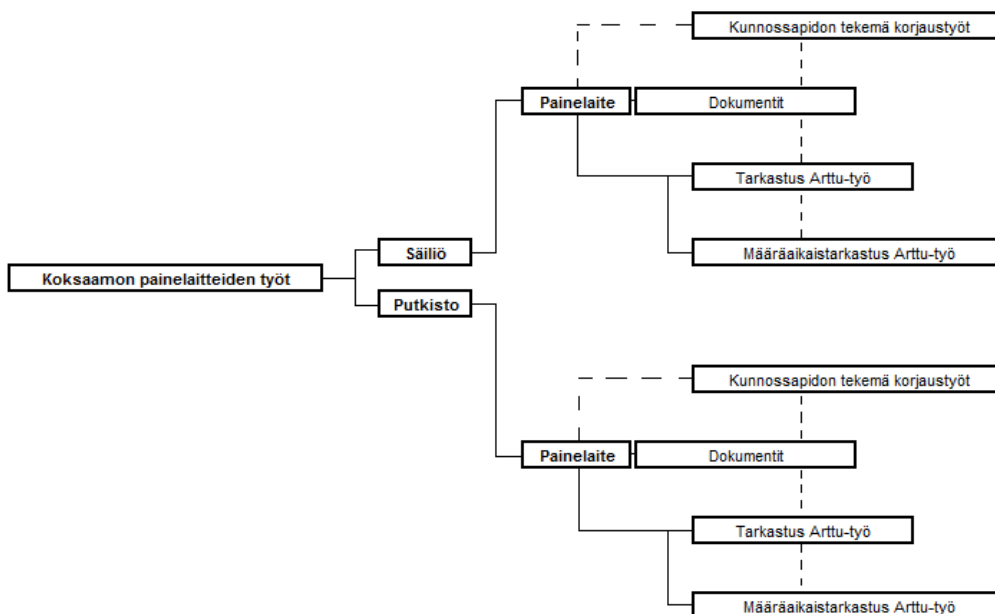 Kunnossapidon tekemä korjaustyöt
Painelaite
Dokumentit
Tarkastus Arttu-työ
Säiliö
Määräaikaistarkastus Arttu-työ
Koksaamon painelaitteiden työt
Putkisto
Kunnossapidon tekemä korjaustyöt
Painelaite
Dokumentit
Tarkastus Arttu-työ
Määräaikaistarkastus Arttu-työ